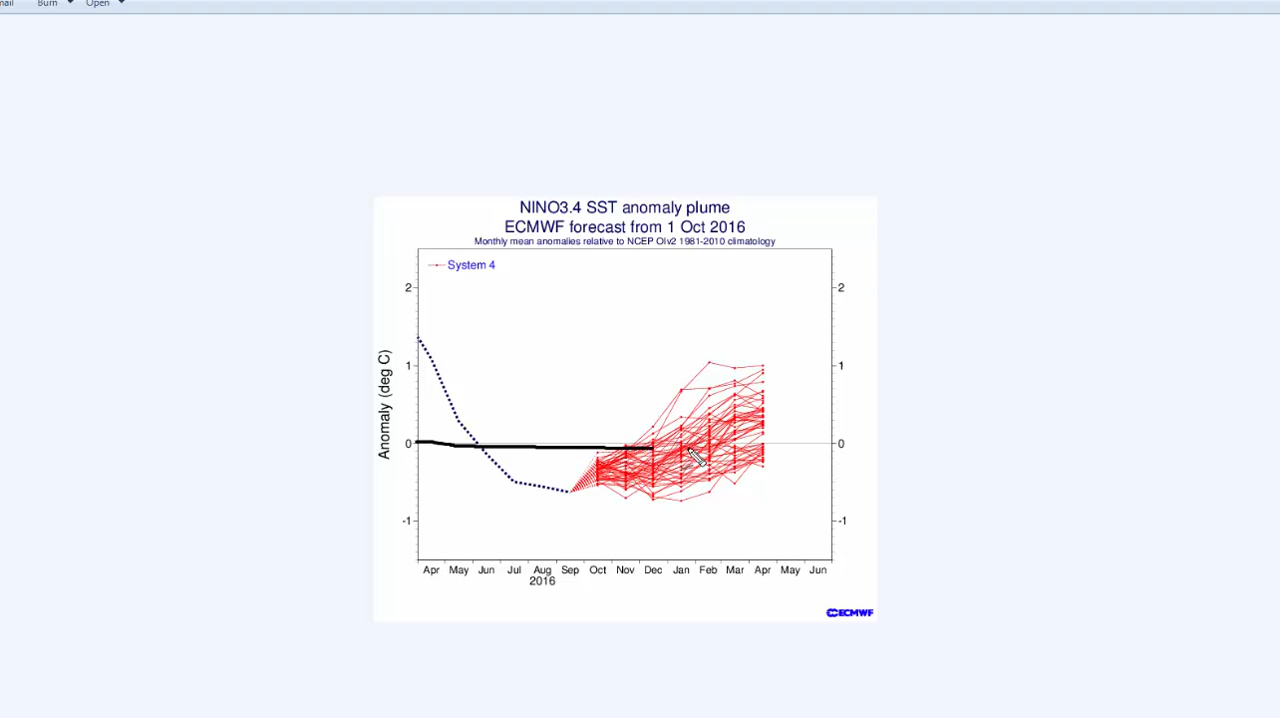 mail Burn Open
NINO3.4 SST anomaly plume
ECMWF forecast from 1 Oct 2016
Monthly mean anomalies relative to NCEP OIv2 1981-2010 climatology
System 4
2 2
1 1
Anomaly (deg C)
0 0
-1 -1
Apr May Jun Jul Aug Sep Oct Nov Dec Jan Feb Mar Apr May Jun
2016
ECMWF